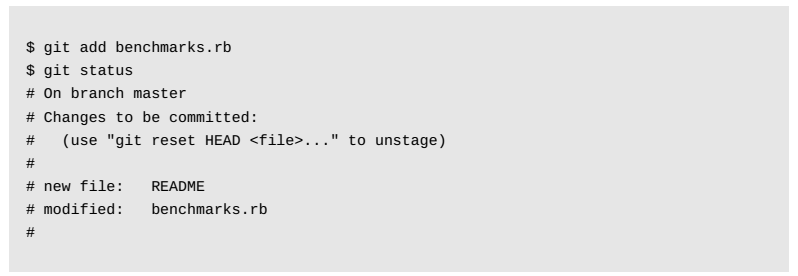 $ git add benchmarks.rb
$ git status
# On branch master
# Changes to be committed:
#   (use "git reset HEAD <file>..." to unstage)
#
# new file:   README
# modified:   benchmarks.rb
#